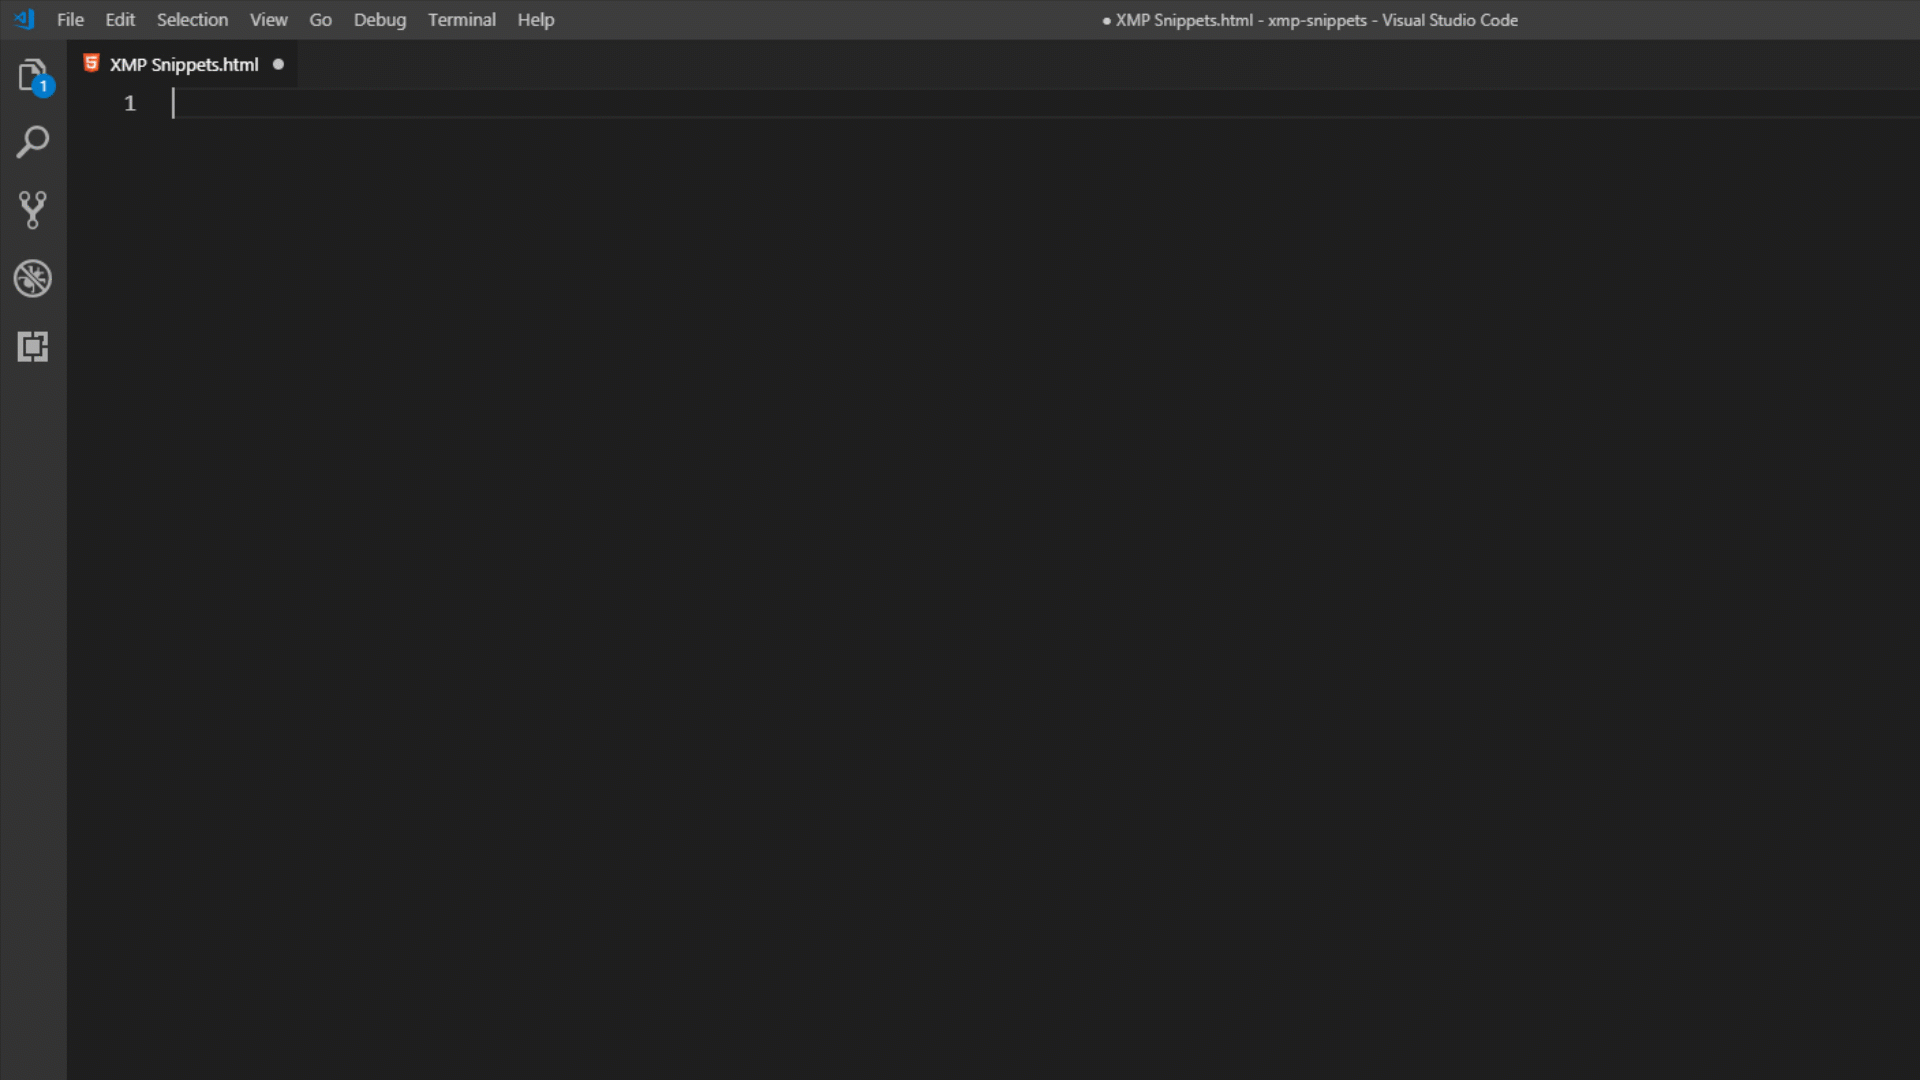 File Edit Selection View Go Debug Terminal Help
● XMP Snippets.html - xmp-snippets - Visual Studio Code
XMP Snippets.html ●
1
1